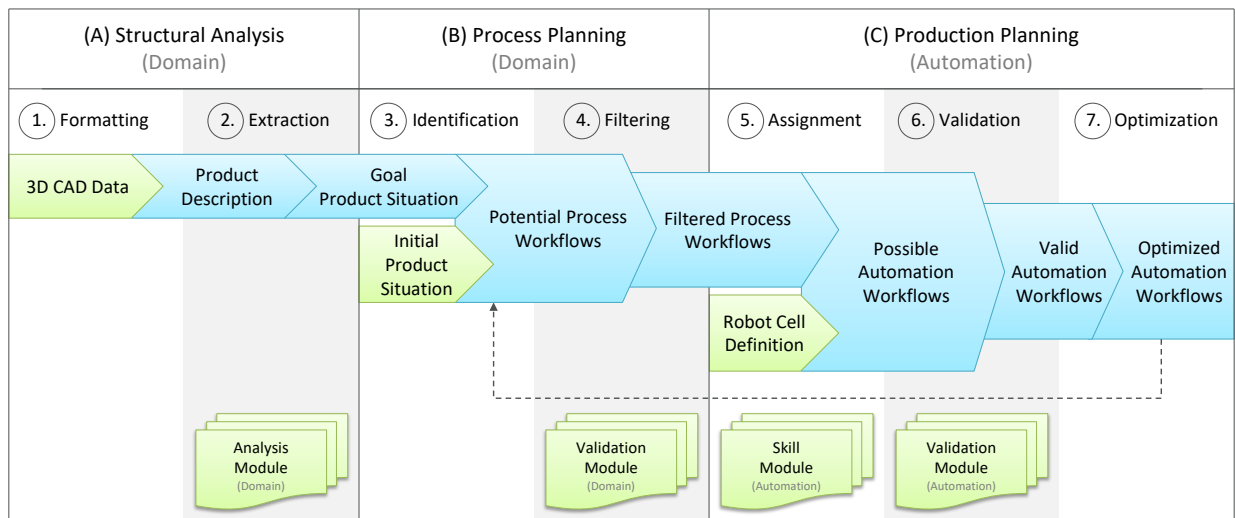 (A) Structural Analysis
(Domain)
(B) Process Planning
(Domain)
(C) Production Planning
(Automation)
1. Formatting
2. Extraction
3. Identification
4. Filtering
5. Assignment
6. Validation
7. Optimization
3D CAD Data
Product
Description
Goal
Product Situation
Initial
Product
Situation
Potential Process
Workflows
Filtered Process
Workflows
Robot Cell
Definition
Possible
Automation
Workflows
Valid
Automation
Workflows
Optimized
Automation
Workflows
Analysis
Module
(Domain)
Validation
Module
(Domain)
Skill
Module
(Automation)
Validation
Module
(Automation)